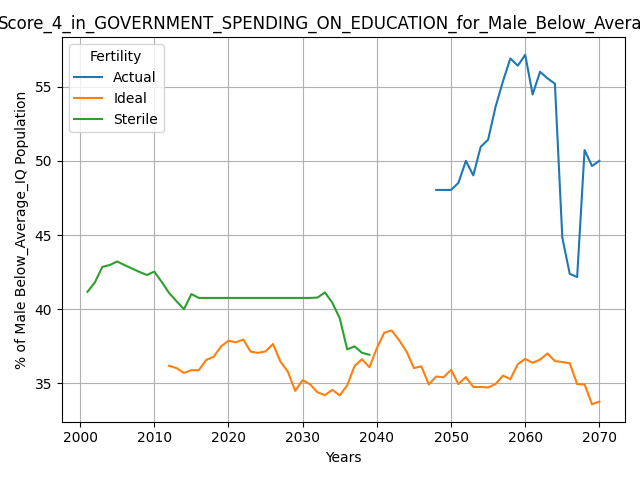 Score_4_in_GOVERNMENT_SPENDING_ON_EDUCATION_for_Male_Below_Avera
Fertility
Actual
Ideal
Sterile
% of Male Below_Average_IQ Population
55
50
45
40
35
2000 2010 2020 2030 2040 2050 2060 2070
Years